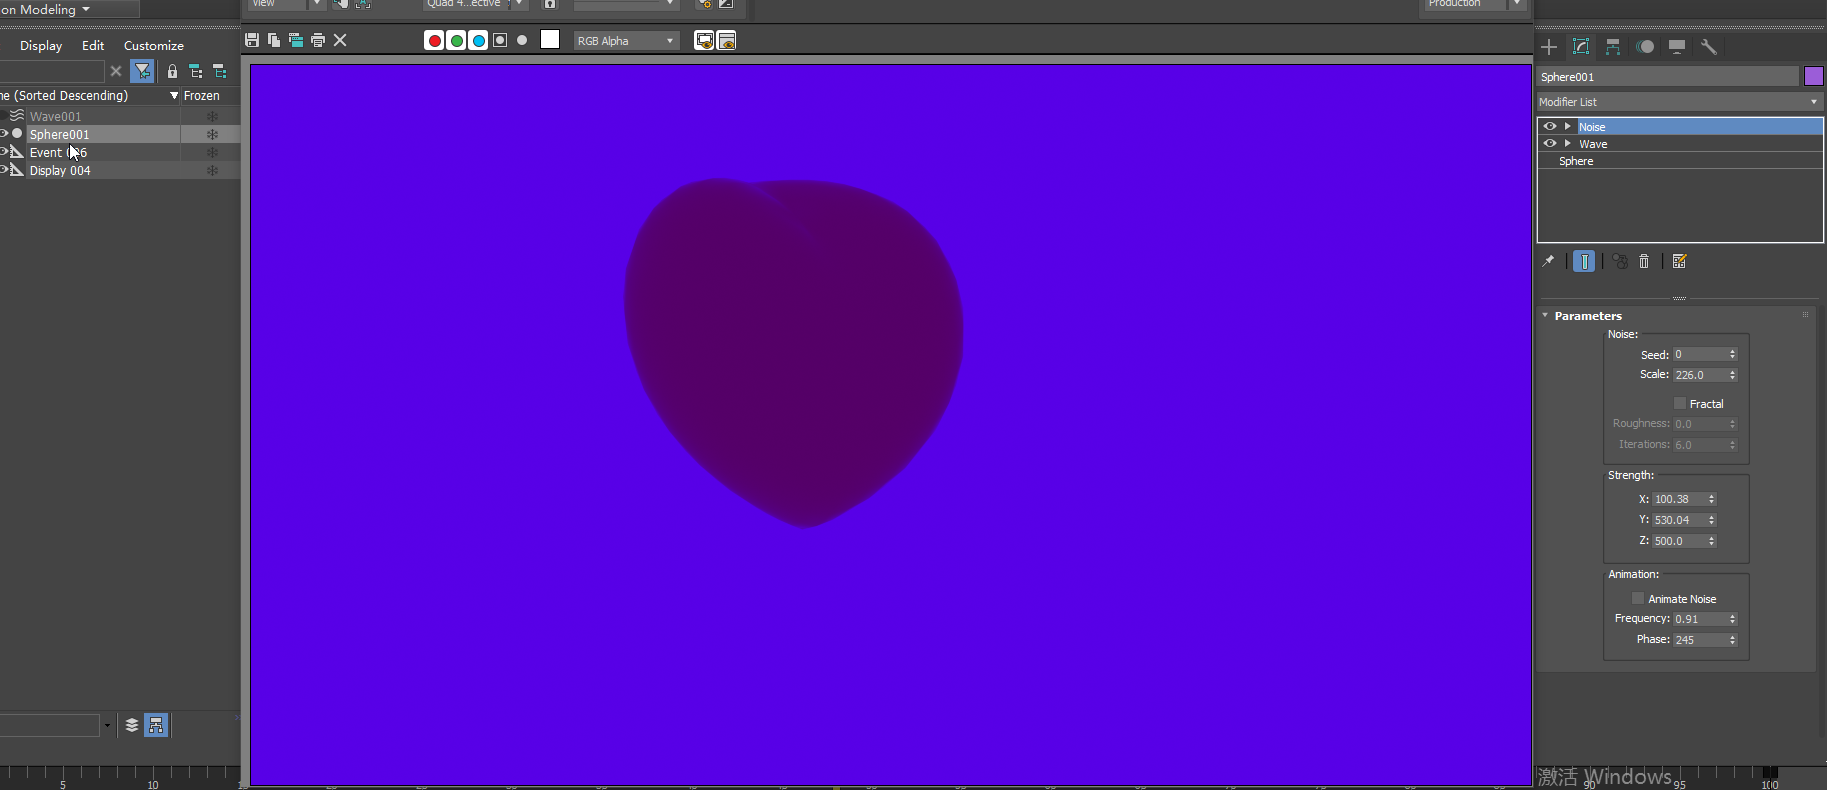 on Modeling
View
Quad 4...ective
Production
Display Edit Customize
RGB Alpha
ne (Sorted Descending) Frozen
Wave001
Sphere001
Event
Display 004
Sphere001
Modifier List
Noise
Wave
Sphere
Parameters
Noise:
Seed: 0
Scale: 226.0
Fractal
Roughness: 0.0
Iterations: 6.0
Strength:
X: 100.38
Y: 530.04
Z: 500.0
Animation:
Animate Noise
Frequency: 0.91
Phase: 245
激活 Windows
5 10 90 95 100